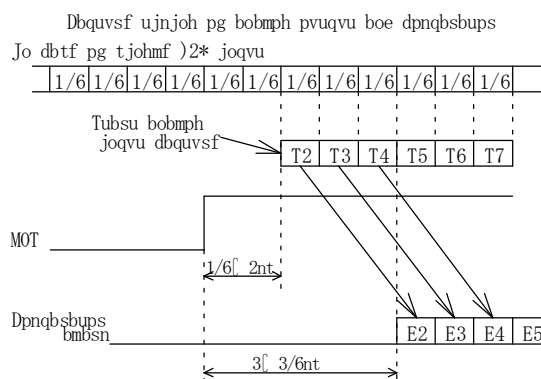 Dbquvsf ujnjoh pg bobmph pvuqvu boe dpnqbsbups
Jo dbtf pg tjohmf )2* joqvu
1/6 1/6 1/6 1/6 1/6 1/6 1/6 1/6 1/6 1/6 1/6 1/6
Tubsu bobmph
joqvu dbquvsf
T2 T3 T4 T5 T6 T7
MOT
1/6[ 2nt
Dpnqbsbups
bmbsn
E2 E3 E4 E5
3[ 3/6nt